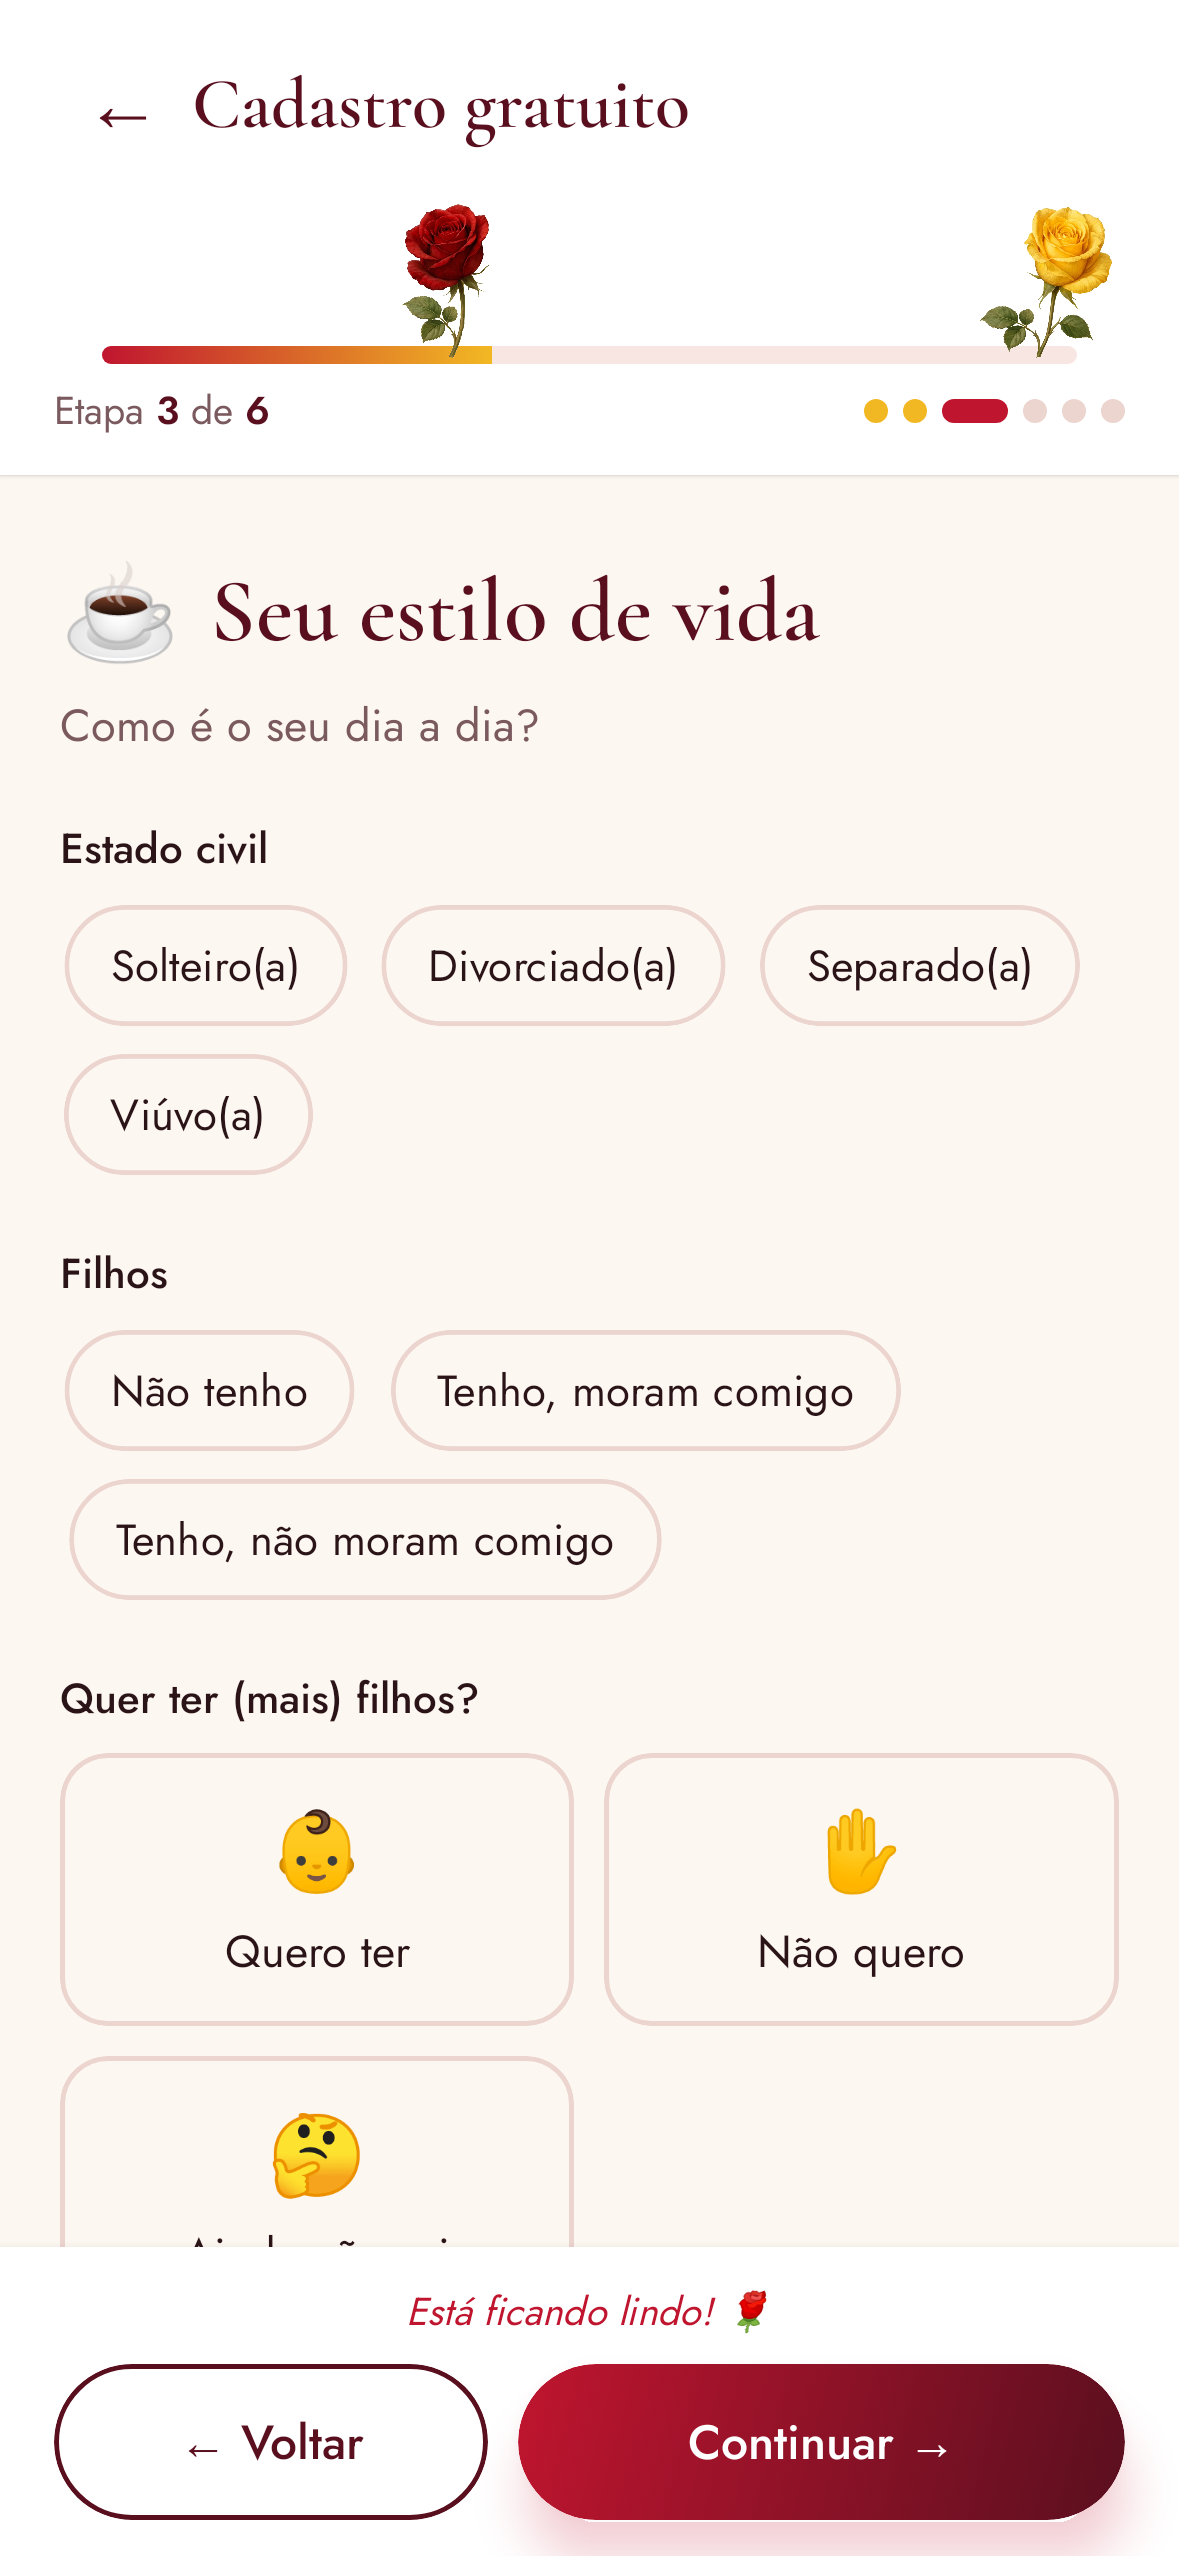 ← Cadastro gratuito
Etapa 3 de 6
Seu estilo de vida
Como é o seu dia a dia?
Estado civil
Solteiro(a) Divorciado(a) Separado(a)
Viúvo(a)
Filhos
Não tenho Tenho, moram comigo
Tenho, não moram comigo
Quer ter (mais) filhos?
Quero ter Não quero
Está ficando lindo! 🌹
← Voltar Continuar →